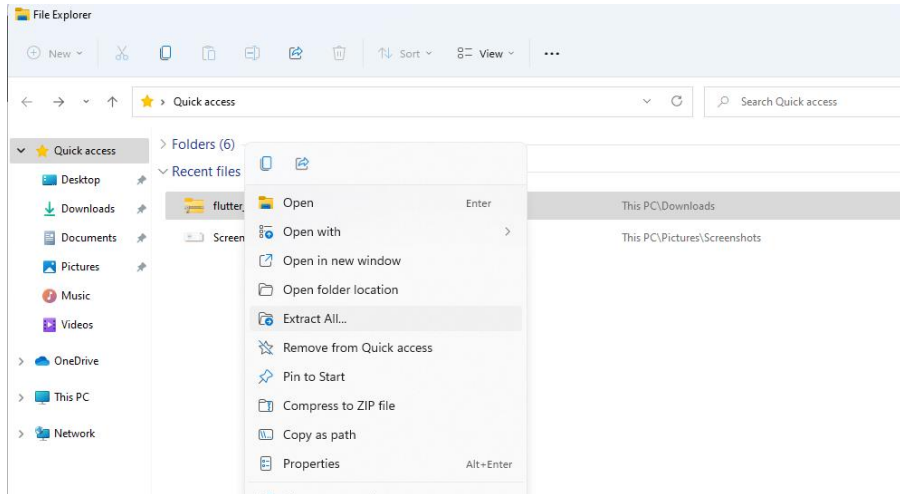 File Explorer
New
Sort
View
Quick access
Search Quick access
Quick access
Desktop
Downloads
Documents
Pictures
Music
Videos
OneDrive
This PC
Network
Folders (6)
Recent files
flutter_
This PC\Downloads
Screen
This PC\Pictures\Screenshots
Open Enter
Open with
Open in new window
Open folder location
Extract All...
Remove from Quick access
Pin to Start
Compress to ZIP file
Copy as path
Properties Alt+Enter